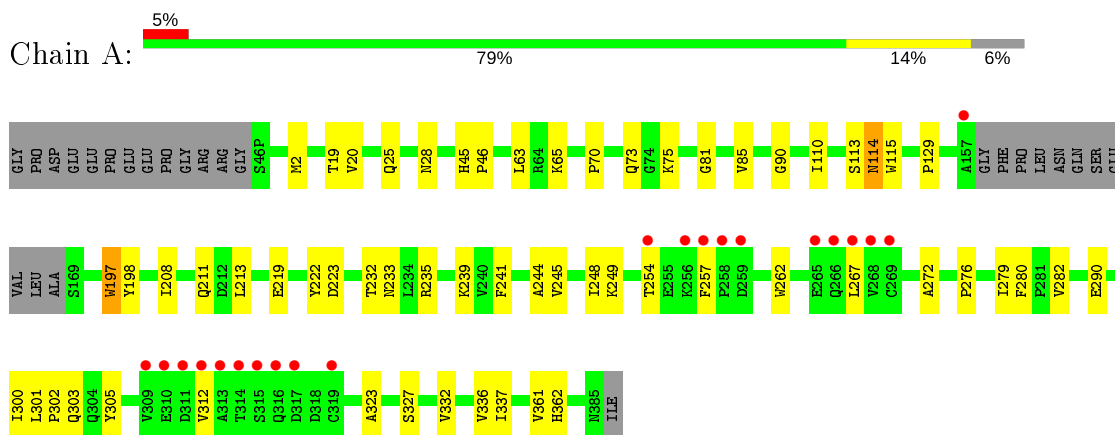 5%
Chain A:
79% 14% 6%
GLY PRO ASP GLU GLU PRO GLU GLU PRO GLY ARG ARG GLY S46P M2 T19 V20 Q25 N28 H45 P46 L63 R64 K65 P70 Q73 G74 K75 G81 V85 G90 I110 S113 N114 W115 P129 A157 GLY PHE PRO LEU ASN GLN SER GLU
VAL LEU ALA S169 W197 Y198 I208 Q211 D212 L213 E219 Y222 D223 T232 N233 L234 R235 K239 V240 F241 A244 V245 I248 K249 T254 E255 K256 F257 P258 D259 W262 E265 Q266 L267 V268 C269 A272 P276 I279 F280 P281 V282 E290
I300 L301 P302 Q303 Q304 Y305 V309 E310 D311 V312 A313 T314 S315 Q316 D317 D318 C319 A323 S327 V332 V336 I337 V361 H362 N385 ILE